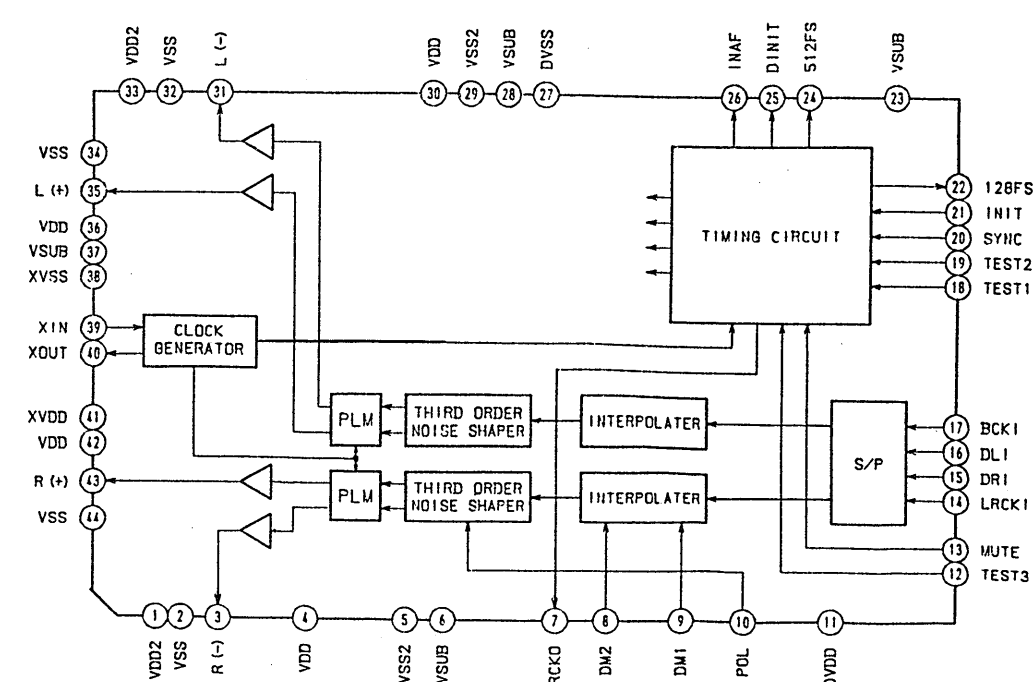 VDD2
VSS
L (-)
VDD
VSS2
VSUB
DVSS
INAF
DINIT
512FS
VSUB
33
32
31
30
29
28
27
26
25
24
23
VSS 34
L (+) 35
VDD 36
VSUB 37
XVSS 38
XIN 39
XOUT 40
XVDD 41
VDD 42
R (+) 43
VSS 44
TIMING CIRCUIT
22 128FS
21 INIT
20 SYNC
19 TEST2
18 TEST1
CLOCK
GENERATOR
PLM
THIRD ORDER
NOISE SHAPER
INTERPOLATER
S/P
PLM
THIRD ORDER
NOISE SHAPER
INTERPOLATER
17 BCKI
16 DLI
15 DRI
14 LRCKI
13 MUTE
12 TEST3
1
2
3
4
5
6
7
8
9
10
11
VDD2
VSS
R (-)
VDD
VSS2
VSUB
RCKO
DM2
DM1
POL
DVDD